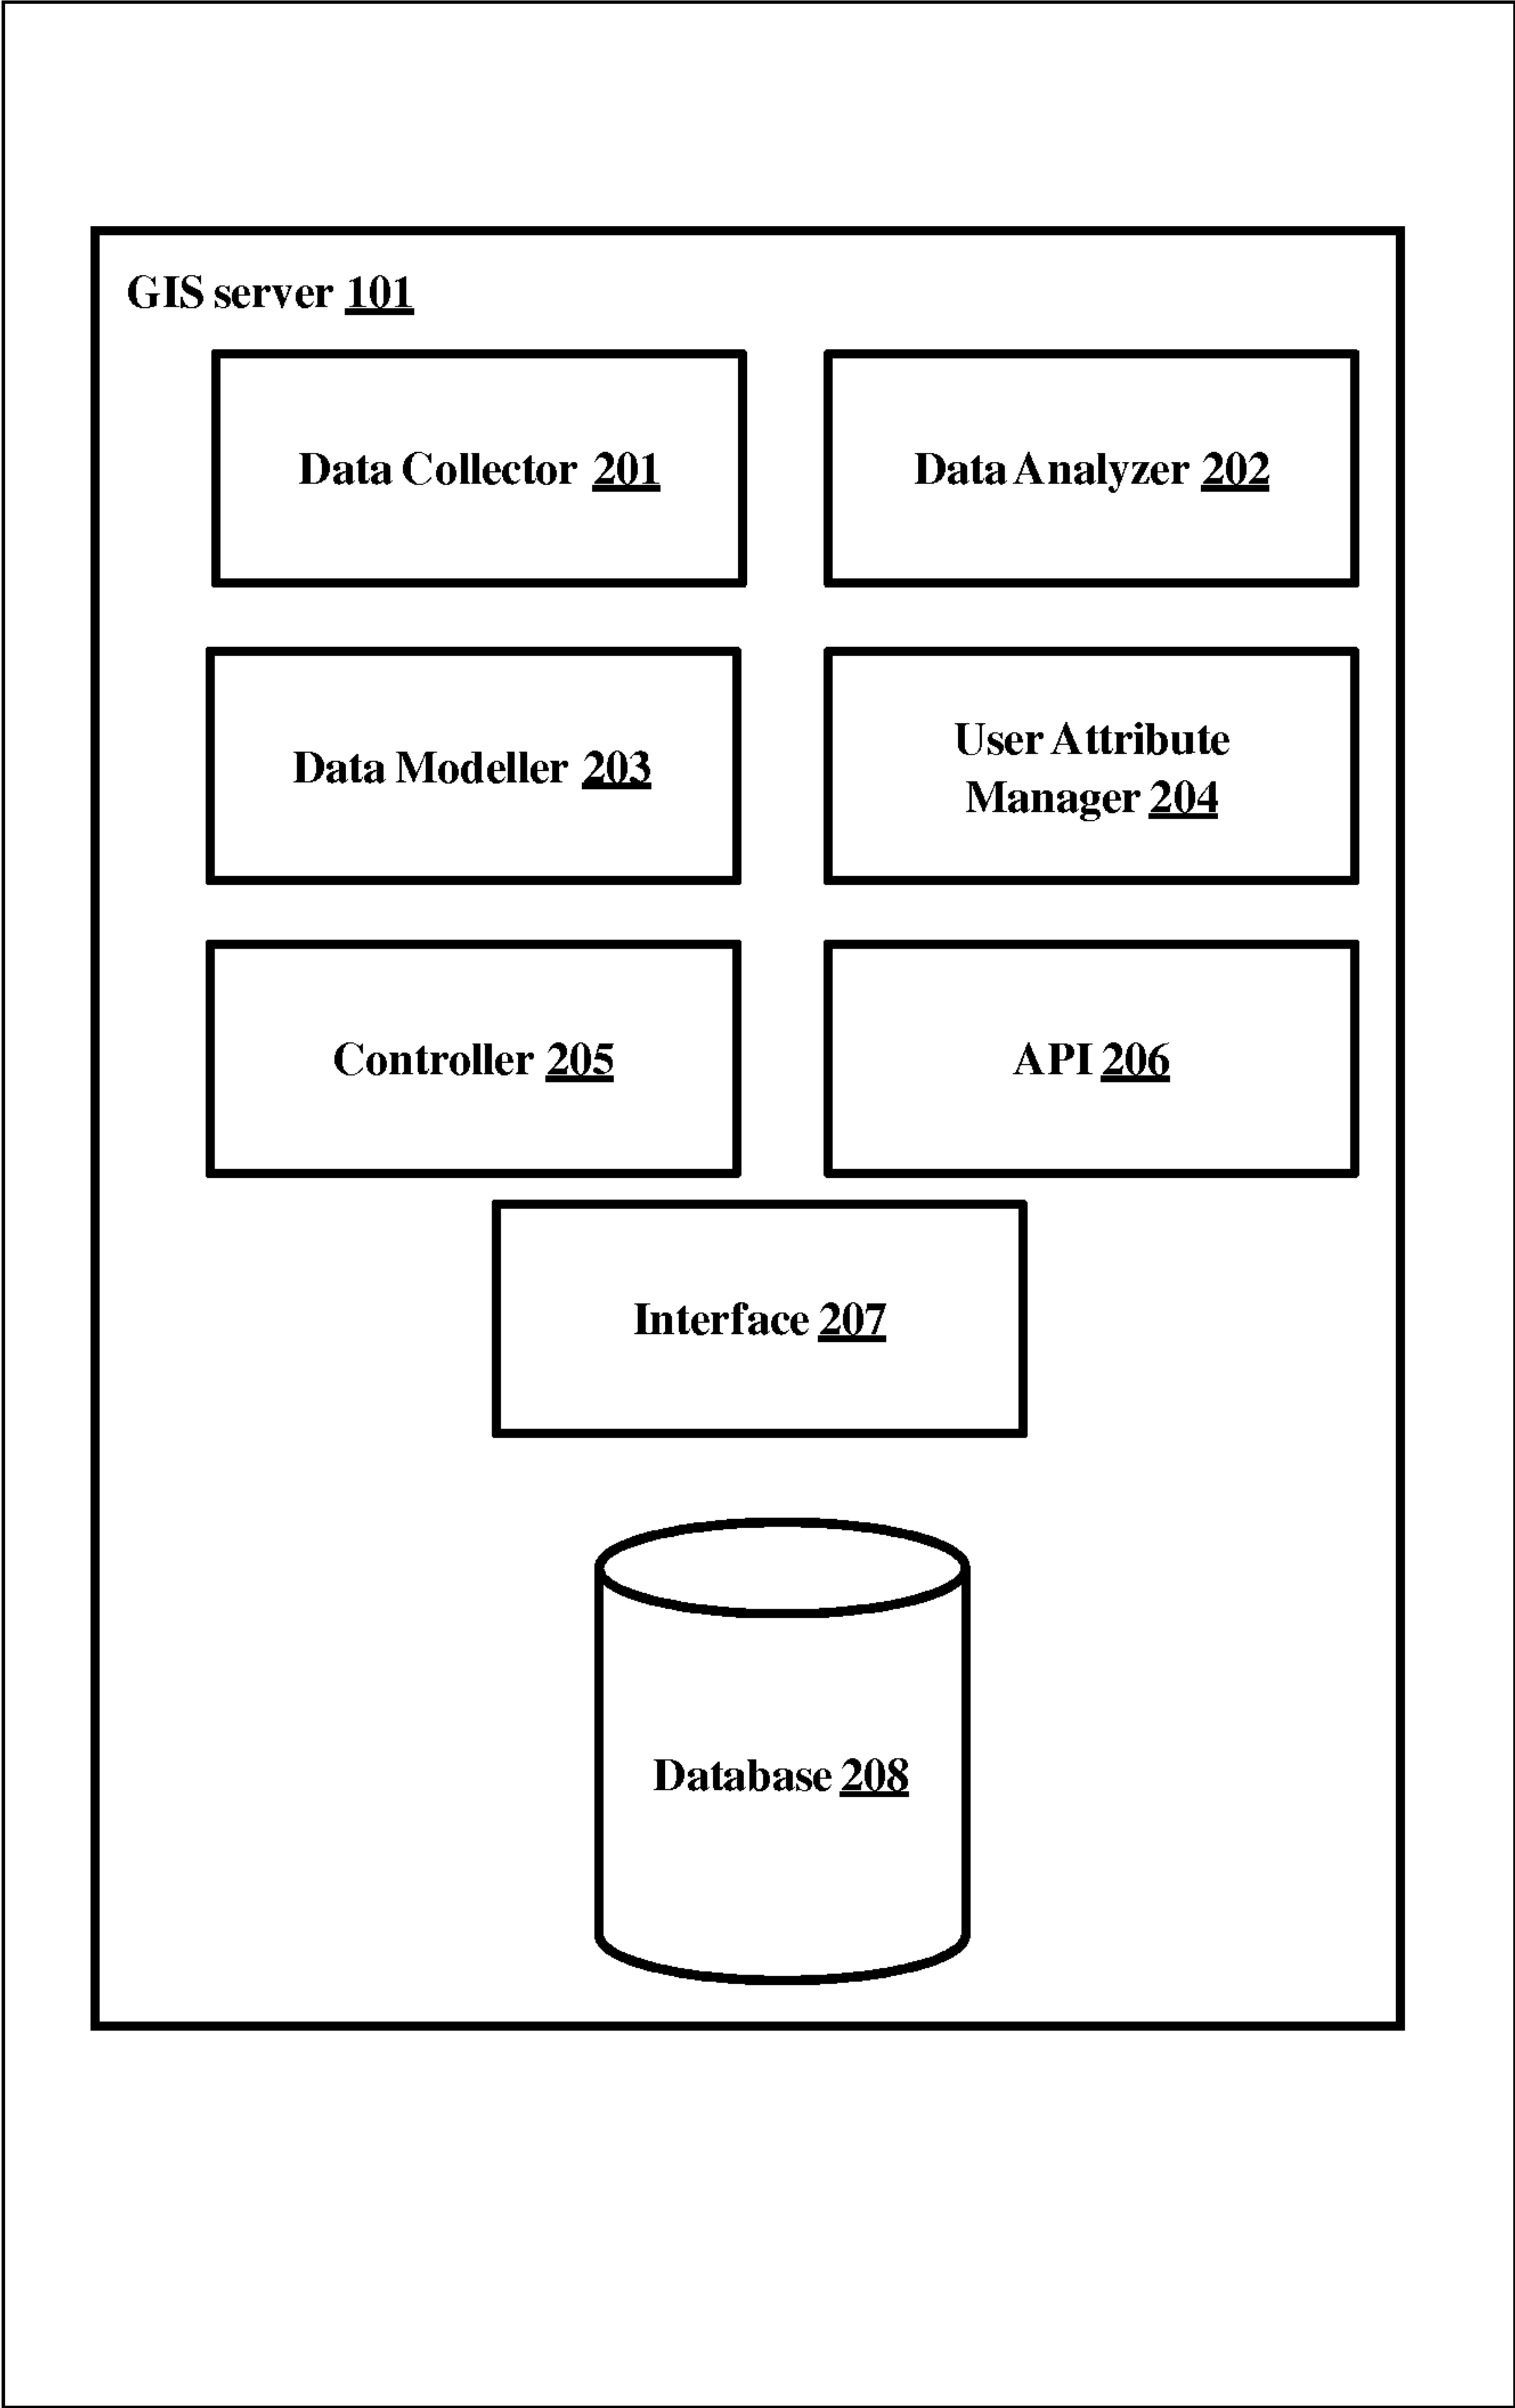 GIS server 101
Data Collector 201
Data Analyzer 202
Data Modeller 203
User Attribute
Manager 204
Controller 205
API 206
Interface 207
Database 208